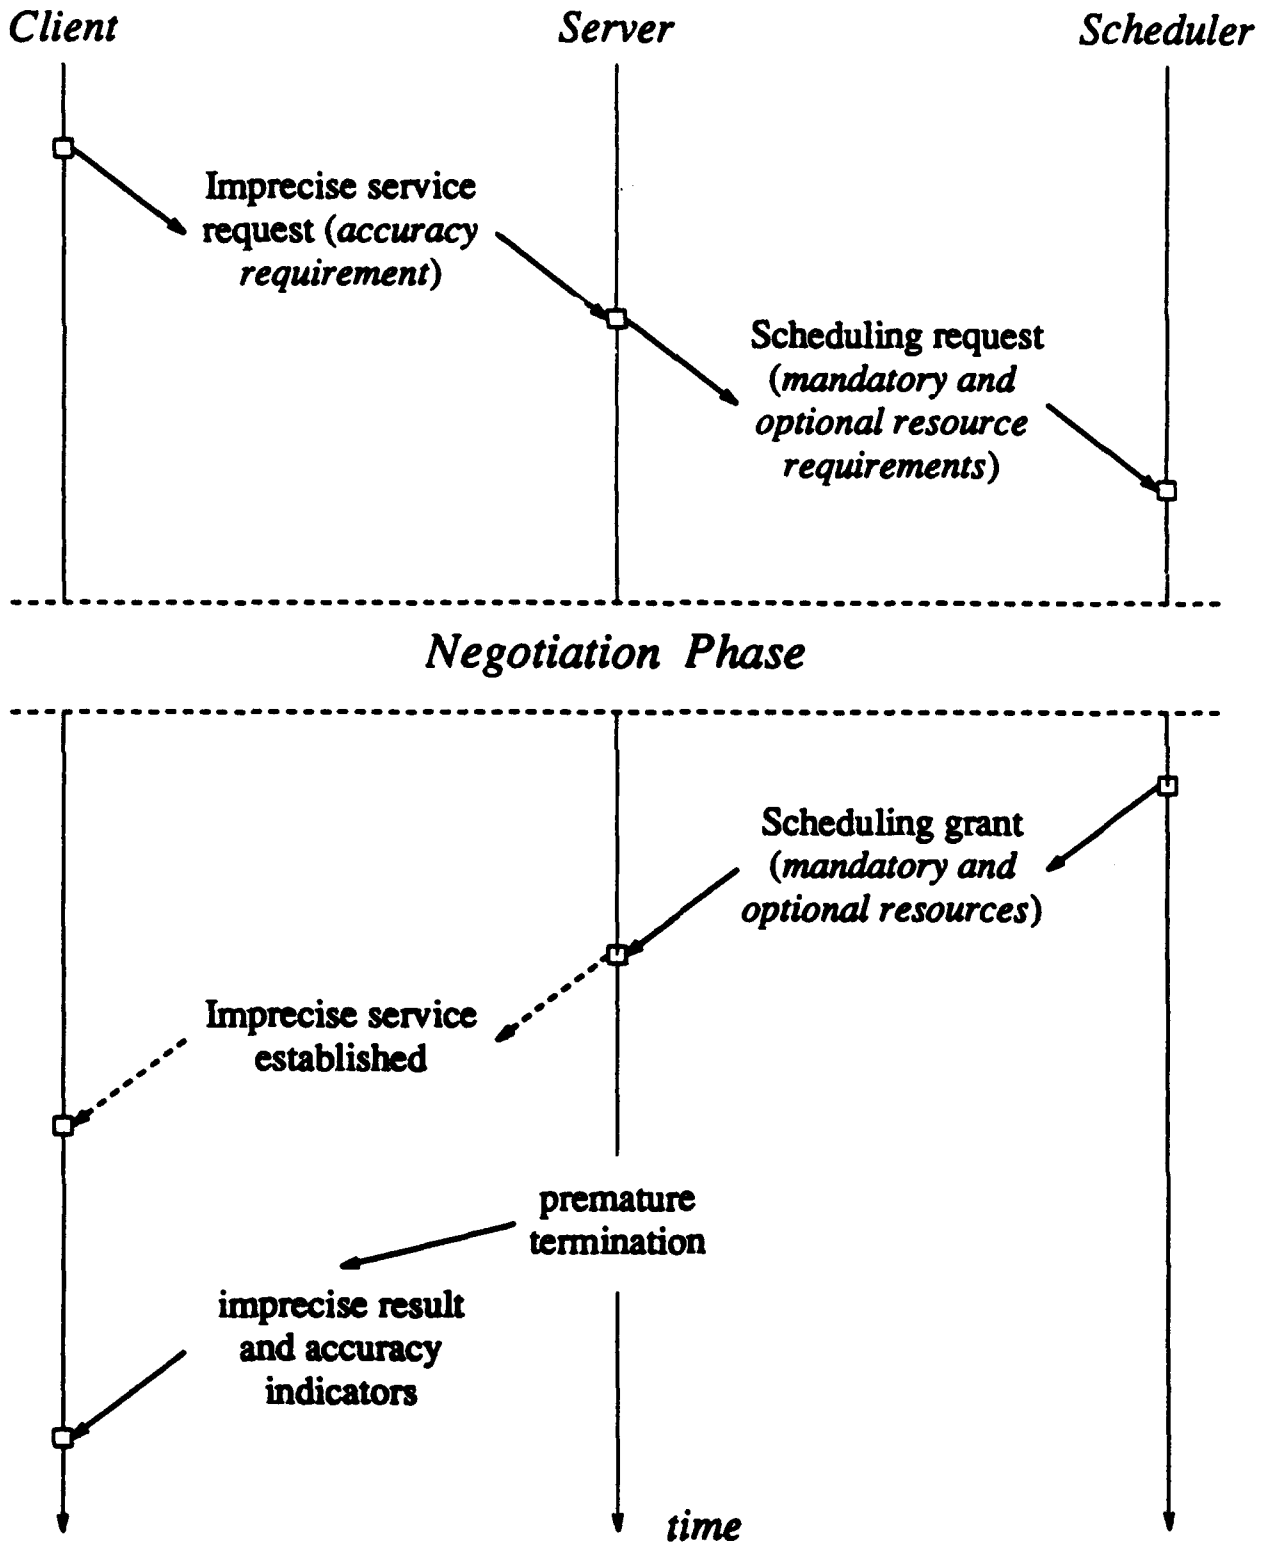 Client
Server
Scheduler
Imprecise service
request (accuracy
requirement)
Scheduling request
(mandatory and
optional resource
requirements)
Negotiation Phase
Scheduling grant
(mandatory and
optional resources)
Imprecise service
established
premature
termination
imprecise result
and accuracy
indicators
time